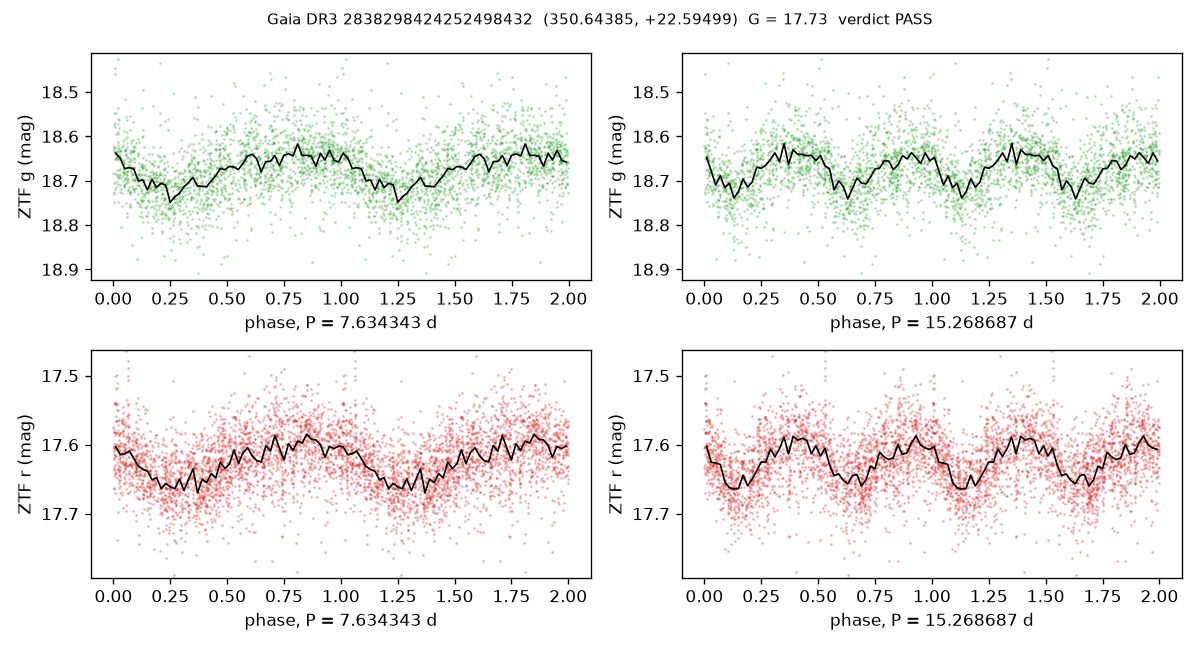 Gaia DR3 2838298424252498432  (350.64385, +22.59499)  G = 17.73  verdict PASS
ZTF g (mag)
18.5
18.6
18.7
18.8
18.9
0.00 0.25 0.50 0.75 1.00 1.25 1.50 1.75 2.00
phase, P = 7.634343 d
ZTF g (mag)
18.5
18.6
18.7
18.8
18.9
0.00 0.25 0.50 0.75 1.00 1.25 1.50 1.75 2.00
phase, P = 15.268687 d
ZTF r (mag)
17.5
17.6
17.7
0.00 0.25 0.50 0.75 1.00 1.25 1.50 1.75 2.00
phase, P = 7.634343 d
ZTF r (mag)
17.5
17.6
17.7
0.00 0.25 0.50 0.75 1.00 1.25 1.50 1.75 2.00
phase, P = 15.268687 d